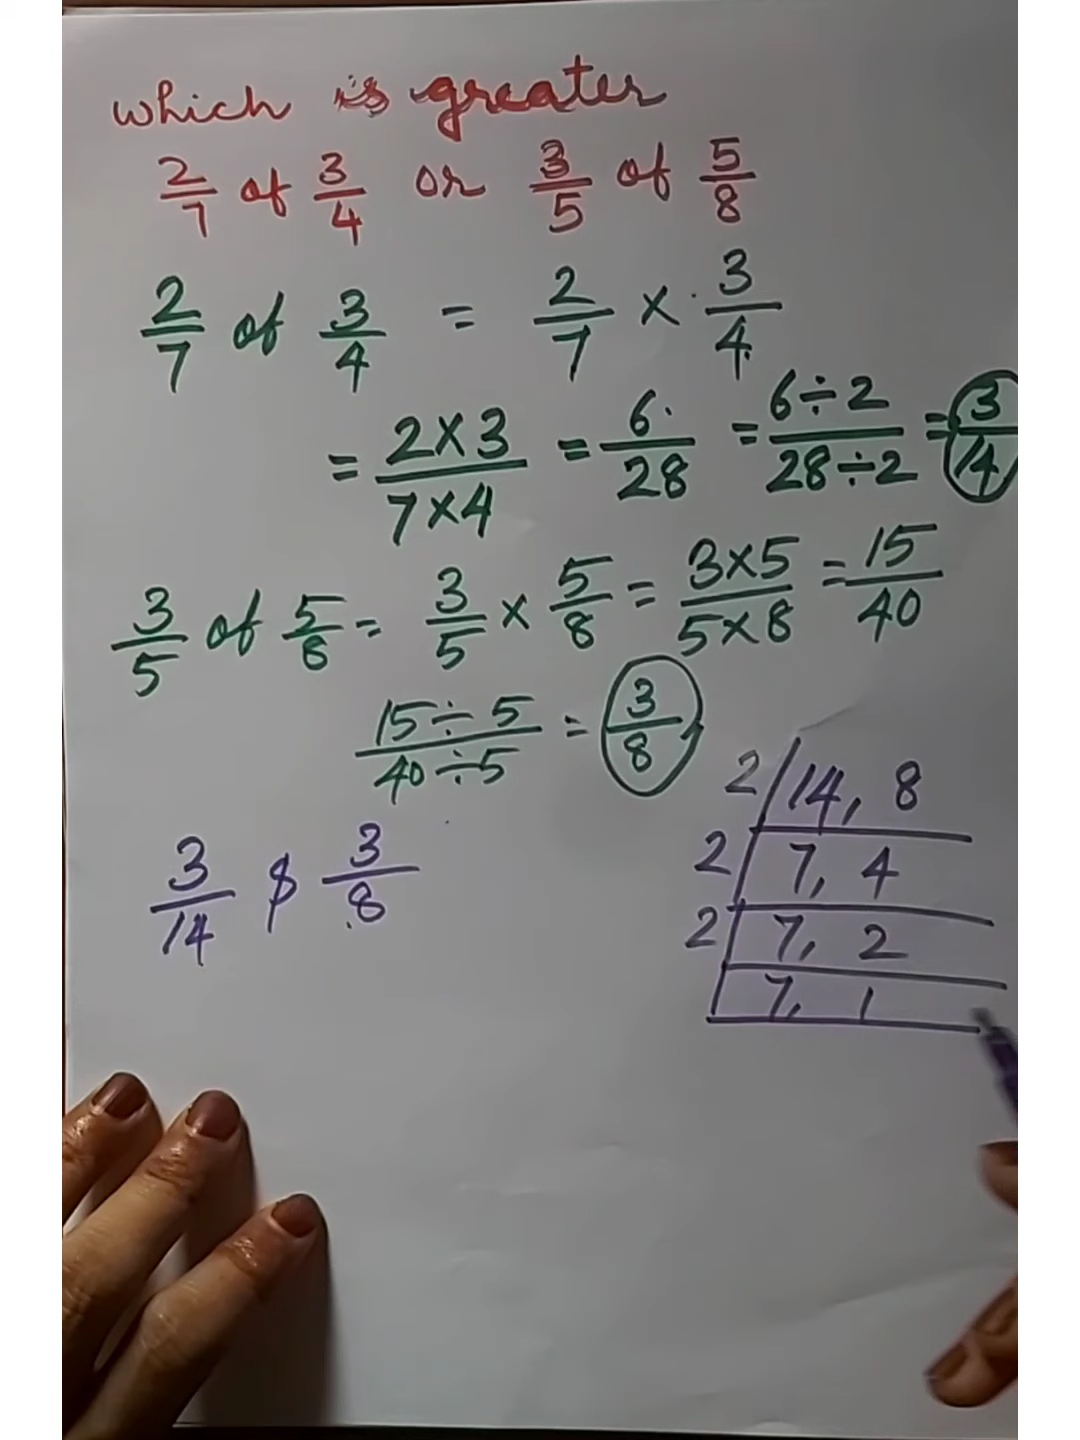 which is greater
2/7 of 3/4 or 3/5 of 5/8
2/7 of 3/4 = 2/7 × 3/4
= 2×3/7×4 = 6/28 = 6÷2/28÷2 = 3/14
3/5 of 5/8 = 3/5 × 5/8 = 3×5/5×8 = 15/40
15÷5/40÷5 = 3/8
3/14 & 3/8
2 14, 8
2 7, 4
2 7, 2
7, 1